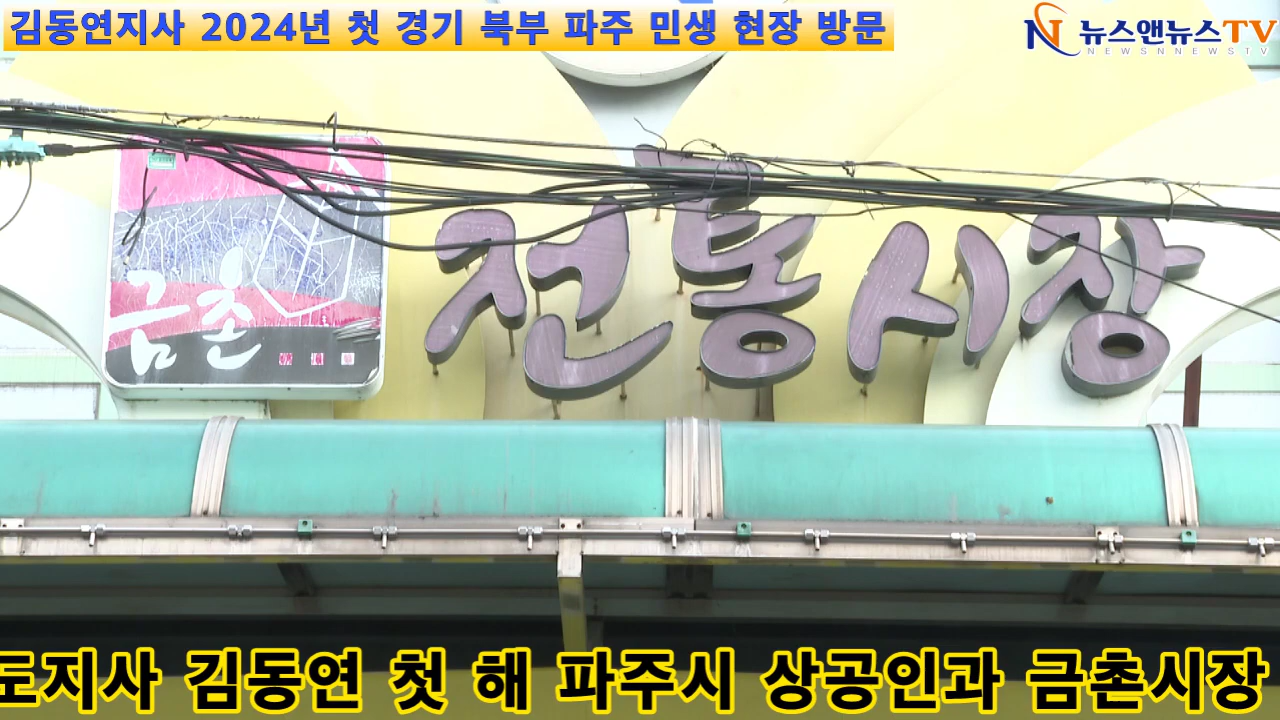 김동연지사 2024년 첫 경기 북부 파주 민생 현장 방문
뉴스앤뉴스TV
NEWSNNEWSTV
금촌
전통시장
도지사 김동연 첫 해 파주시 상공인과 금촌시장